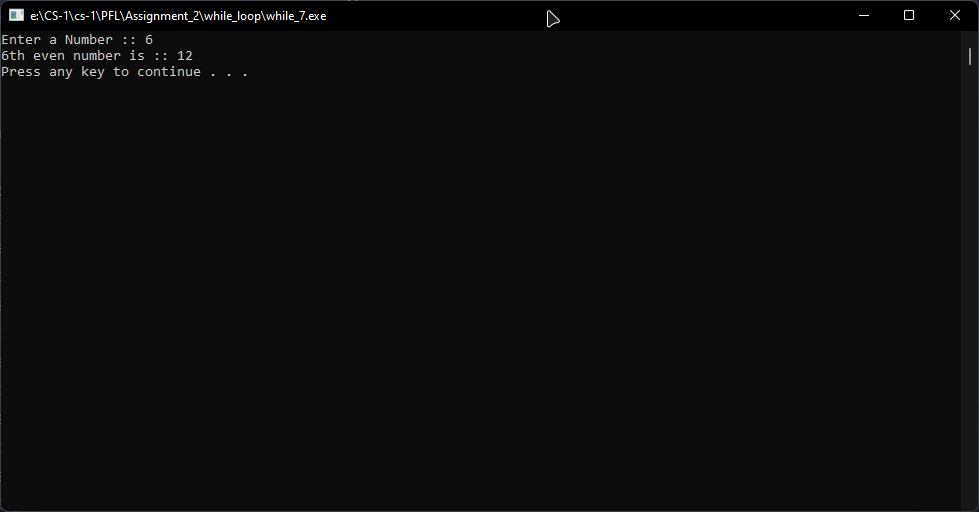 e:\CS-1\cs-1\PFL\Assignment_2\while_loop\while_7.exe
Enter a Number :: 6
6th even number is :: 12
Press any key to continue . . .